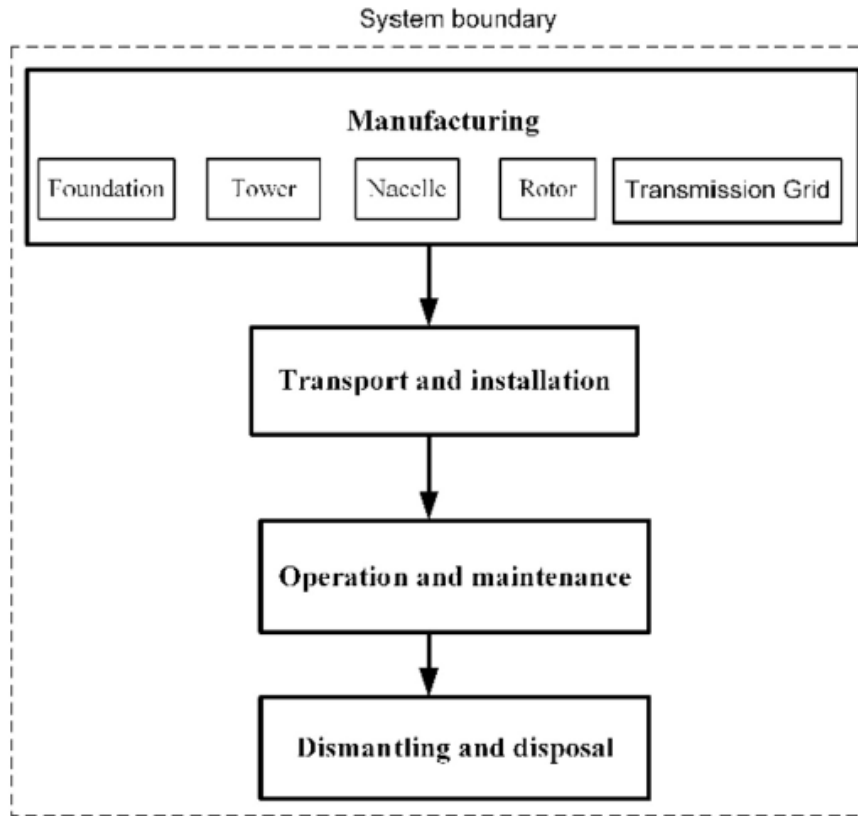 System boundary
Manufacturing
Foundation
Tower
Nacelle
Rotor
Transmission Grid
Transport and installation
Operation and maintenance
Dismantling and disposal